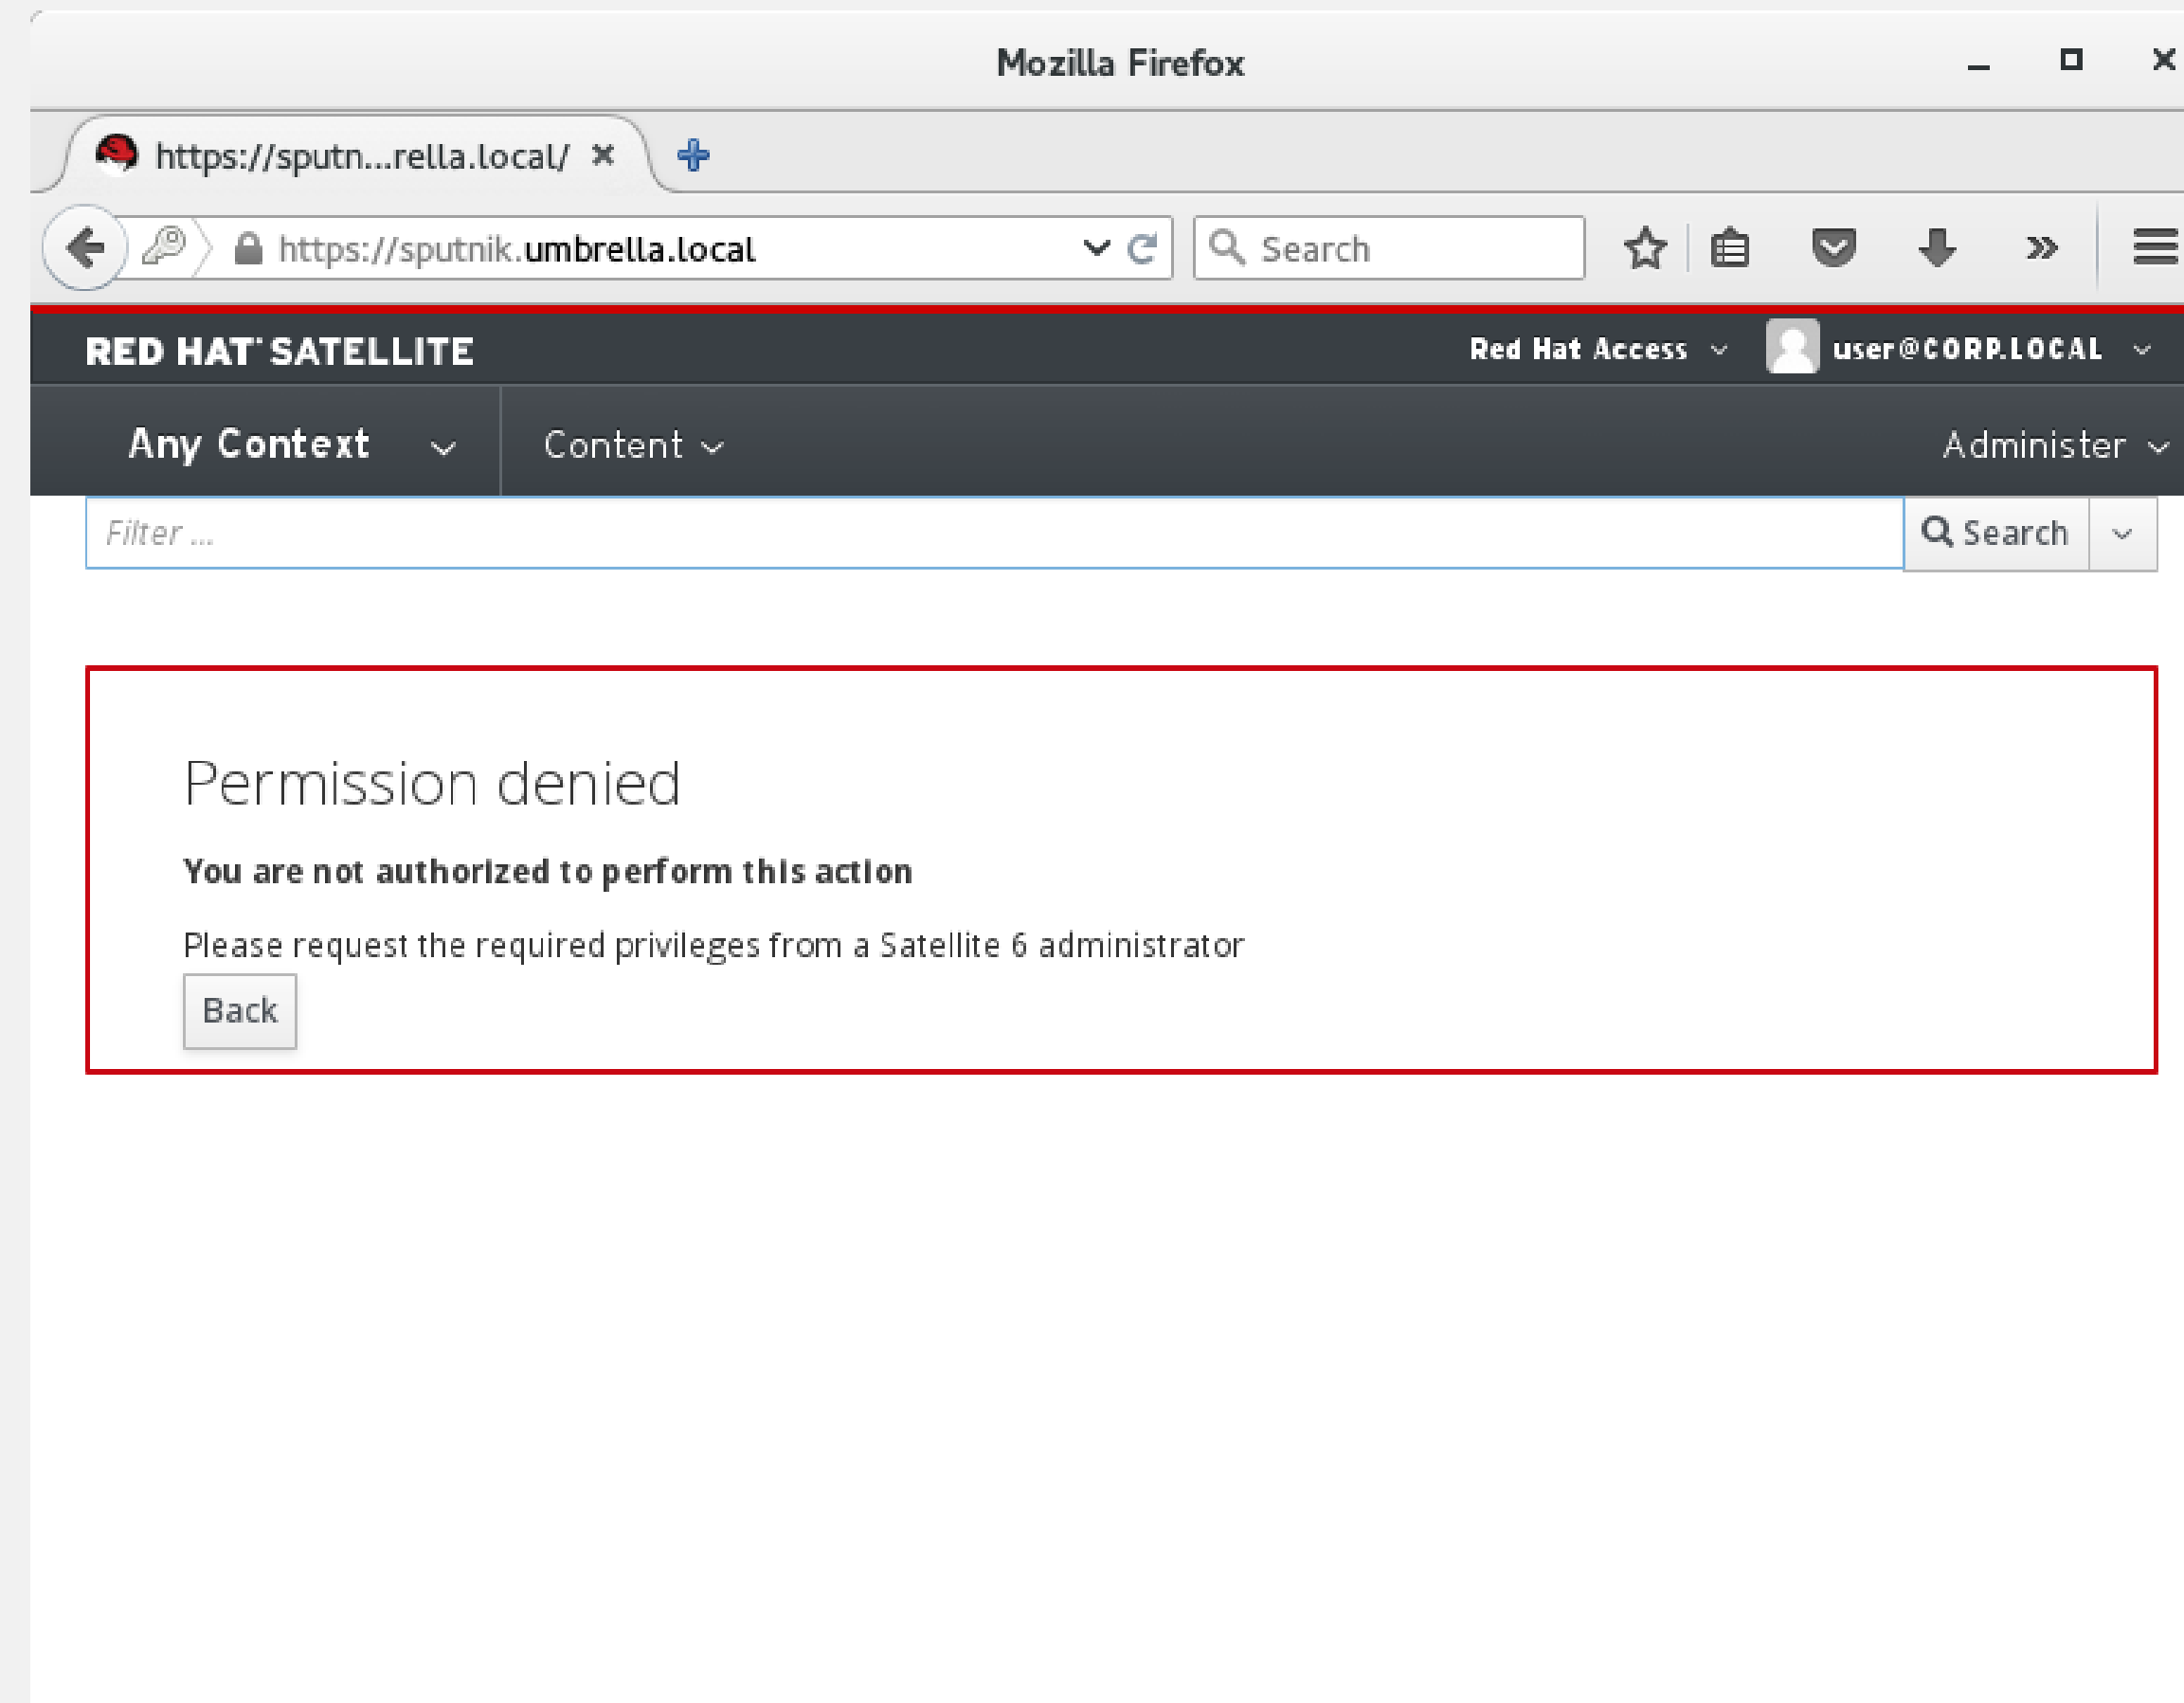 Mozilla Firefox
https://sputn...rella.local/
https://sputnik.umbrella.local
Search
RED HAT SATELLITE
Red Hat Access
user@CORP.LOCAL
Any Context
Content
Administer
Filter ...
Search
Permission denied
You are not authorized to perform this action
Please request the required privileges from a Satellite 6 administrator
Back